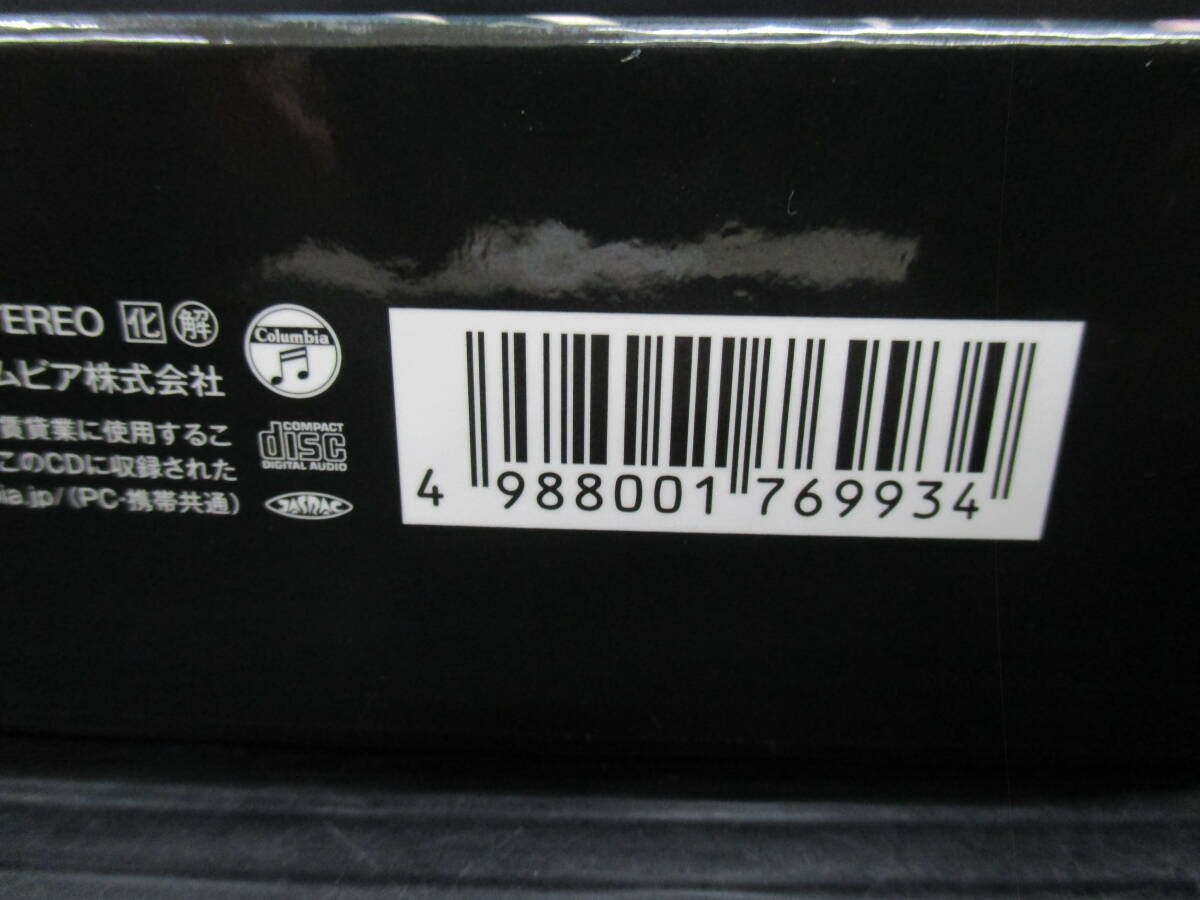 TEREO 化 解
Columbia
ムビア株式会社
賃貸業に使用するこ
このCDに収録された
ia.jp/(PC・携帯共通)
COMPACT
disc
DIGITAL AUDIO
JASRAC
4 988001 769934